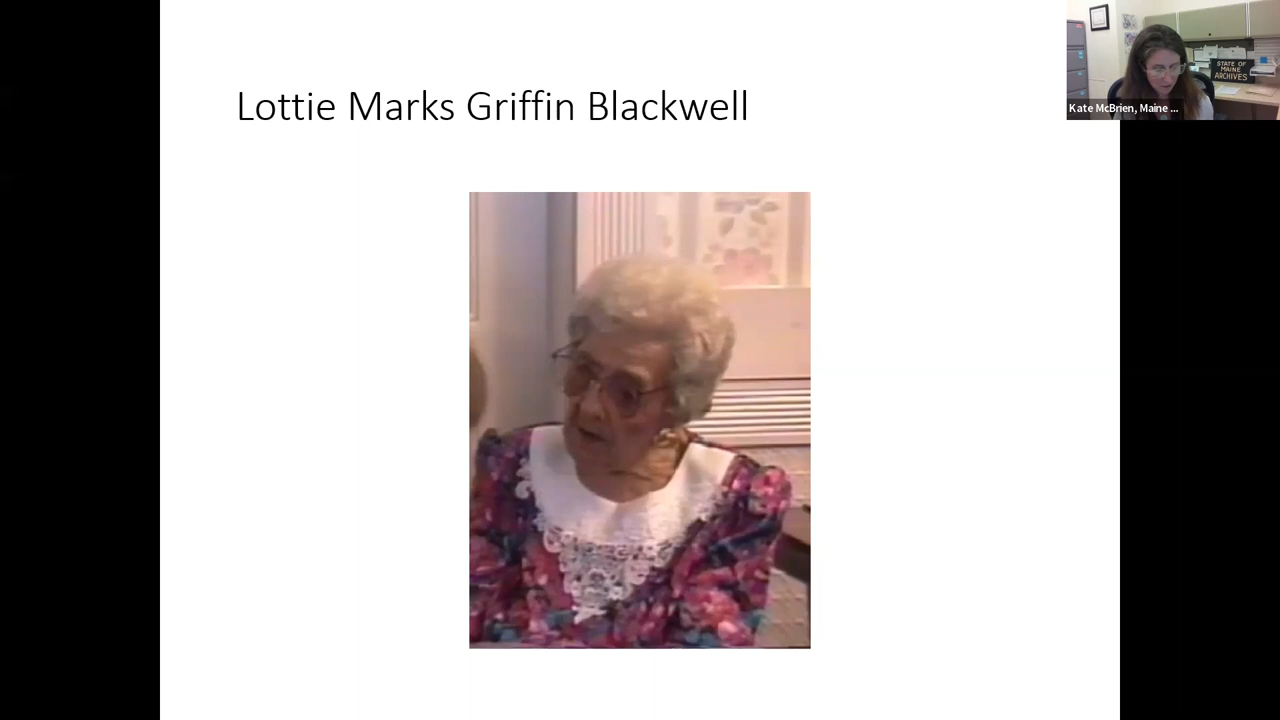 Lottie Marks Griffin Blackwell
STATE OF
MAINE
ARCHIVES
Kate McBrien, Maine ...